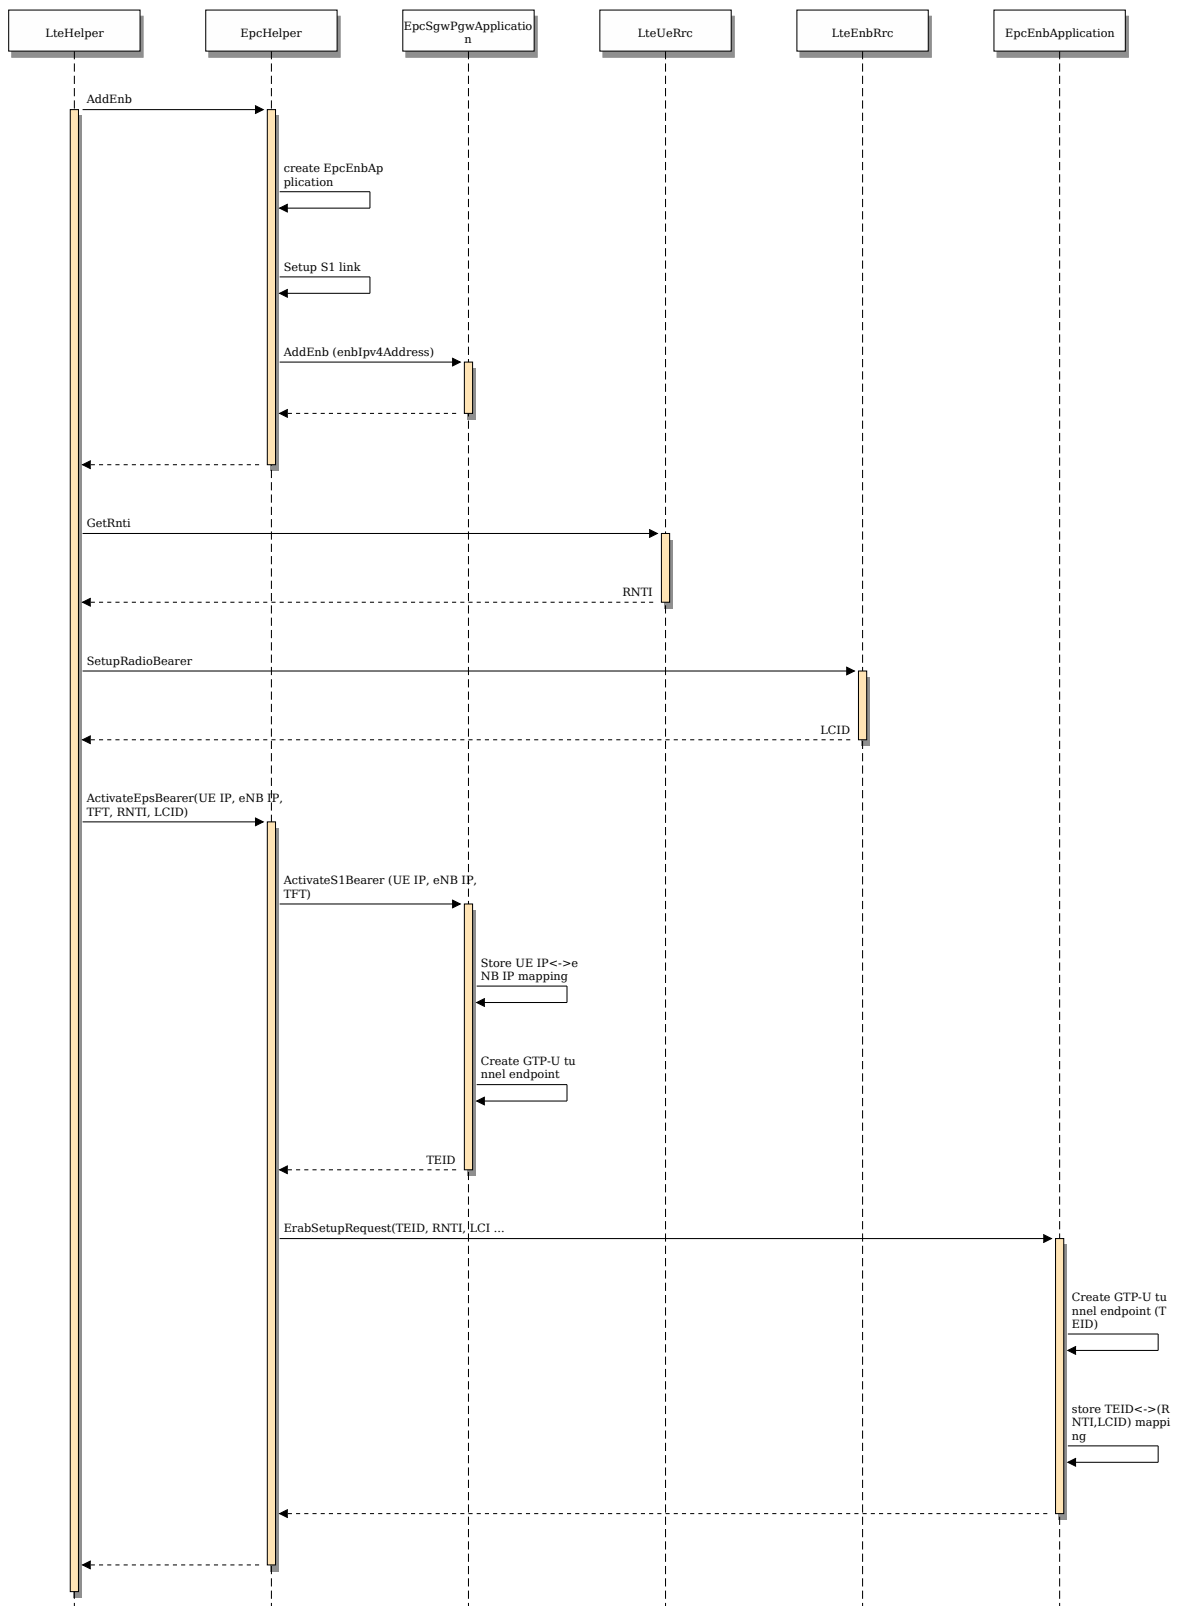 LteHelper
EpcHelper
EpcSgwPgwApplicatio
n
LteUeRrc
LteEnbRrc
EpcEnbApplication
AddEnb
create EpcEnbAp
plication
Setup S1 link
AddEnb (enbIpv4Address)
GetRnti
RNTI
SetupRadioBearer
LCID
ActivateEpsBearer(UE IP, eNB IP,
TFT, RNTI, LCID)
ActivateS1Bearer (UE IP, eNB IP,
TFT)
Store UE IP<->e
NB IP mapping
Create GTP-U tu
nnel endpoint
TEID
ErabSetupRequest(TEID, RNTI, LCI ...
Create GTP-U tu
nnel endpoint (T
EID)
store TEID<->(R
NTI,LCID) mappi
ng